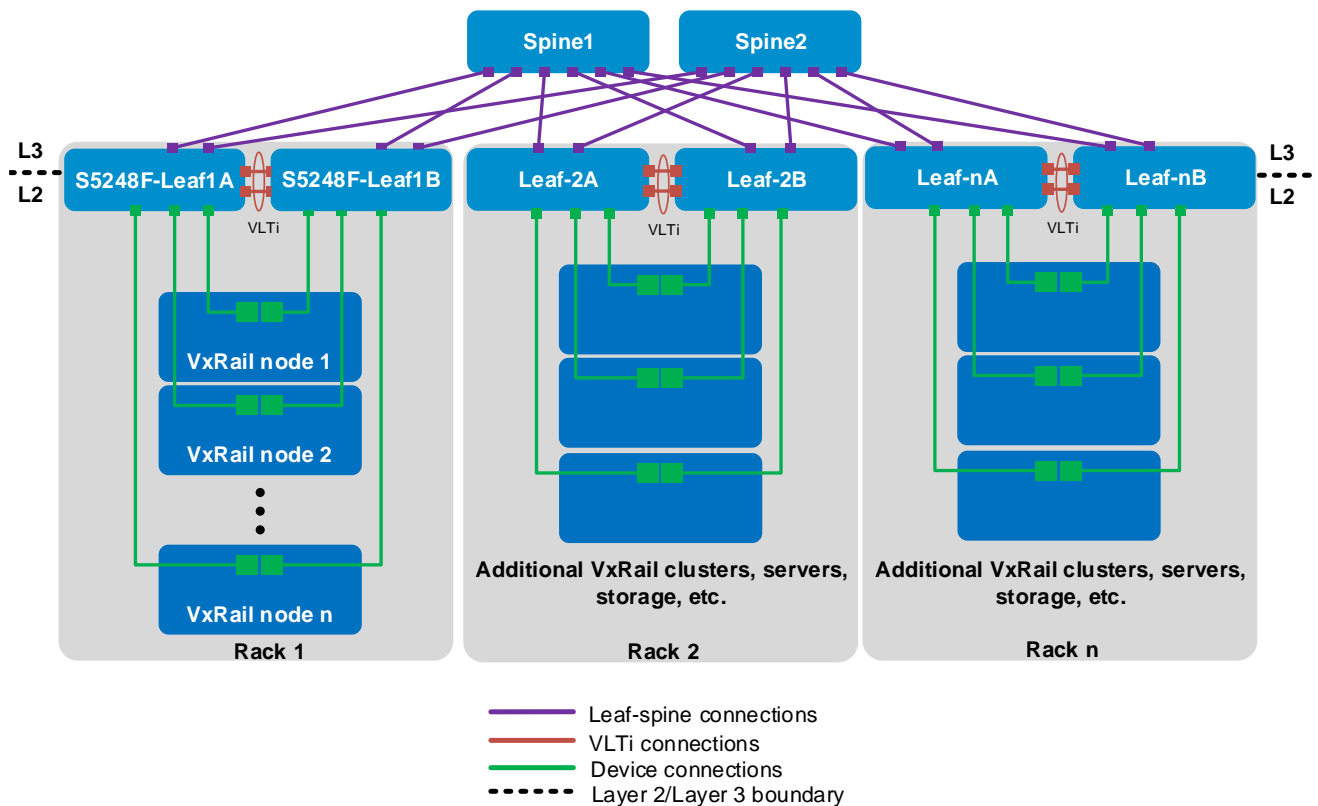 Spine1
Spine2
L3
L2
S5248F-Leaf1A
S5248F-Leaf1B
VLTi
Leaf-2A
Leaf-2B
VLTi
Leaf-nA
Leaf-nB
VLTi
L3
L2
VxRail node 1
VxRail node 2
VxRail node n
Rack 1
Additional VxRail clusters, servers,
storage, etc.
Rack 2
Additional VxRail clusters, servers,
storage, etc.
Rack n
Leaf-spine connections
VLTi connections
Device connections
Layer 2/Layer 3 boundary